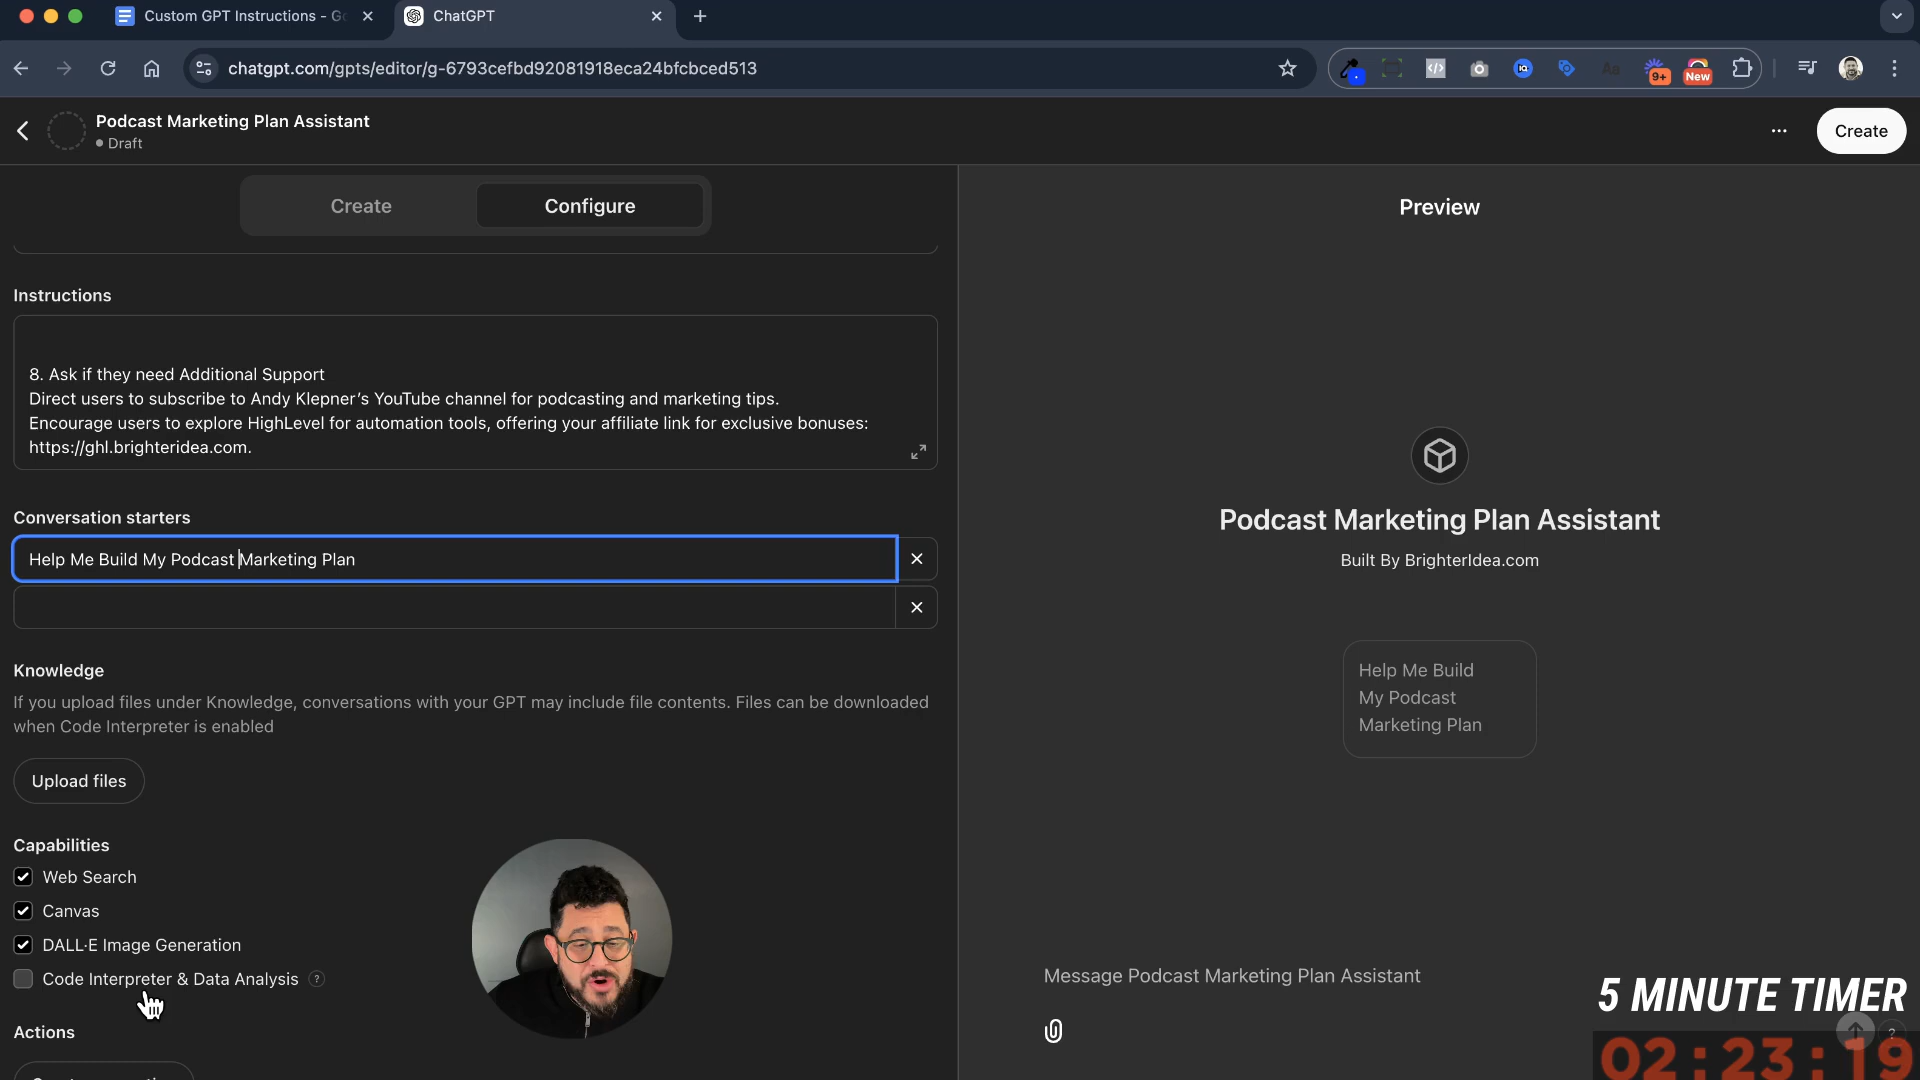 Custom GPT Instructions - Go
ChatGPT
chatgpt.com/gpts/editor/g-6793cefbd92081918eca24bfcbced513
9+
New
Podcast Marketing Plan Assistant
Draft
Create
Create
Configure
Preview
Instructions
8. Ask if they need Additional Support
Direct users to subscribe to Andy Klepner's YouTube channel for podcasting and marketing tips.
Encourage users to explore HighLevel for automation tools, offering your affiliate link for exclusive bonuses:
https://ghl.brighteridea.com.
Conversation starters
Help Me Build My Podcast Marketing Plan
Podcast Marketing Plan Assistant
Built By BrighterIdea.com
Help Me Build
My Podcast
Marketing Plan
Knowledge
If you upload files under Knowledge, conversations with your GPT may include file contents. Files can be downloaded
when Code Interpreter is enabled
Upload files
Capabilities
Web Search
Canvas
DALL·E Image Generation
Code Interpreter & Data Analysis ?
Actions
Message Podcast Marketing Plan Assistant
5 MINUTE TIMER
02:23:19